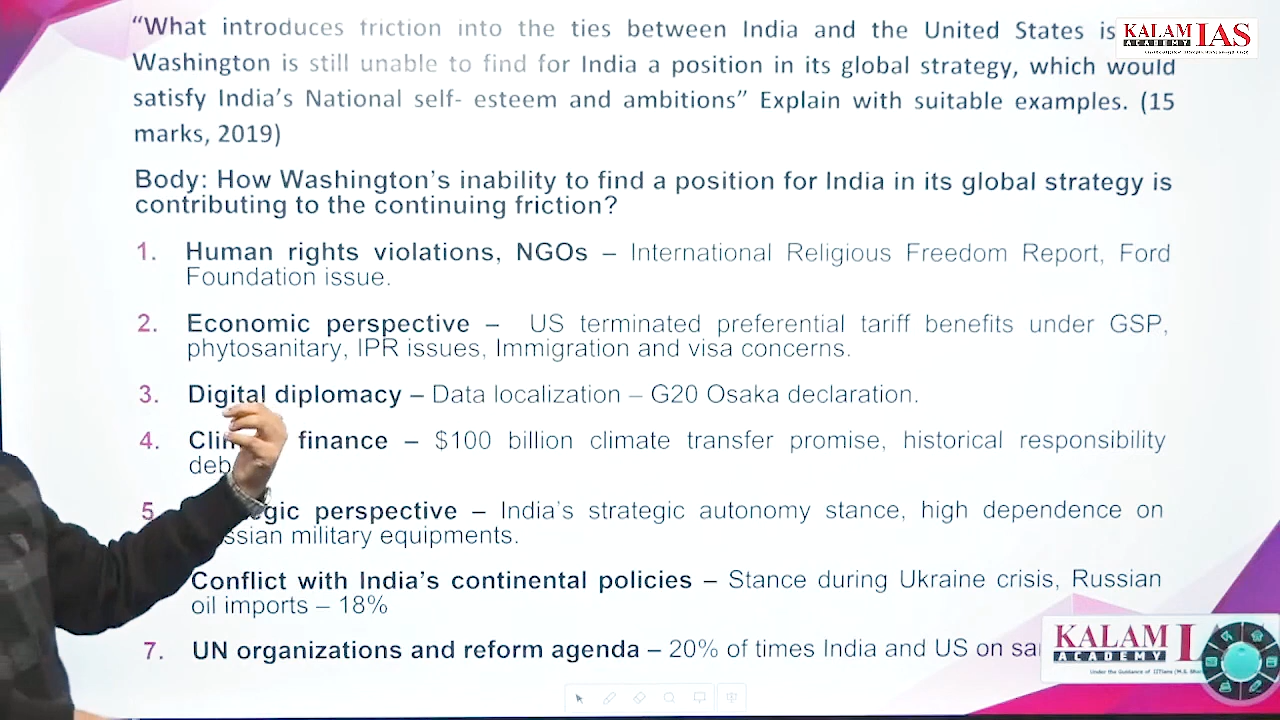 “What introduces friction into the ties between India and the United States is
Washington is still unable to find for India a position in its global strategy, which would
satisfy India’s National self- esteem and ambitions” Explain with suitable examples. (15
marks, 2019)
KALAM IAS
ACADEMY
Body: How Washington’s inability to find a position for India in its global strategy is
contributing to the continuing friction?
1. Human rights violations, NGOs – International Religious Freedom Report, Ford
Foundation issue.
2. Economic perspective – US terminated preferential tariff benefits under GSP,
phytosanitary, IPR issues, Immigration and visa concerns.
3. Digital diplomacy – Data localization – G20 Osaka declaration.
4. finance – $100 billion climate transfer promise, historical responsibility
5 perspective – India’s strategic autonomy stance, high dependence on
military equipments.
Conflict with India’s continental policies – Stance during Ukraine crisis, Russian
oil imports – 18%
7. UN organizations and reform agenda – 20% of times India and US on
KALAM I
ACADEMY
Under the Guidance of IITians